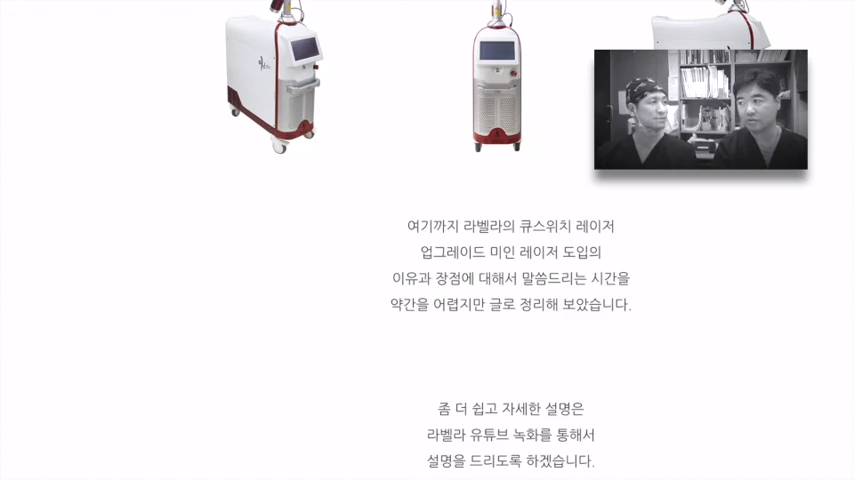 여기까지 라벨라의 큐스위치 레이저
업그레이드 미인 레이저 도입의
이유과 장점에 대해서 말씀드리는 시간을
약간을 어렵지만 글로 정리해 보았습니다.
좀 더 쉽고 자세한 설명은
라벨라 유튜브 녹화를 통해서
설명을 드리도록 하겠습니다.